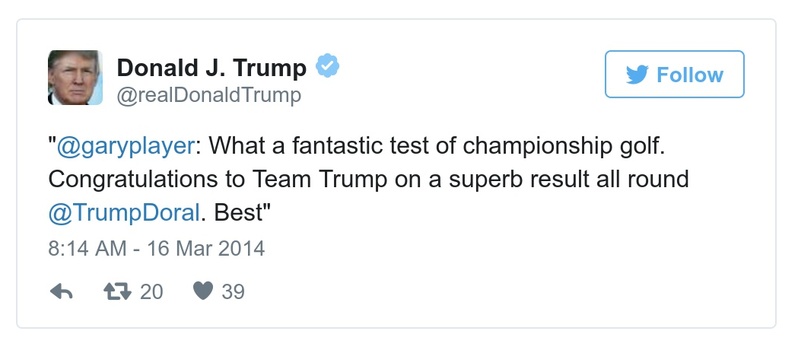 Donald J. Trump
@realDonaldTrump
Follow
"@garyplayer: What a fantastic test of championship golf.
Congratulations to Team Trump on a superb result all round
@TrumpDoral. Best"
8:14 AM - 16 Mar 2014
20 39